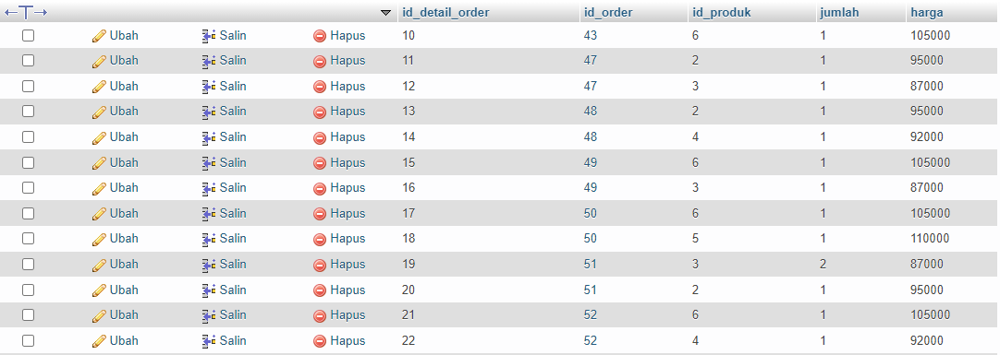 id_detail_order id_order id_produk jumlah harga
Ubah Salin Hapus 10 43 6 1 105000
Ubah Salin Hapus 11 47 2 1 95000
Ubah Salin Hapus 12 47 3 1 87000
Ubah Salin Hapus 13 48 2 1 95000
Ubah Salin Hapus 14 48 4 1 92000
Ubah Salin Hapus 15 49 6 1 105000
Ubah Salin Hapus 16 49 3 1 87000
Ubah Salin Hapus 17 50 6 1 105000
Ubah Salin Hapus 18 50 5 1 110000
Ubah Salin Hapus 19 51 3 2 87000
Ubah Salin Hapus 20 51 2 1 95000
Ubah Salin Hapus 21 52 6 1 105000
Ubah Salin Hapus 22 52 4 1 92000